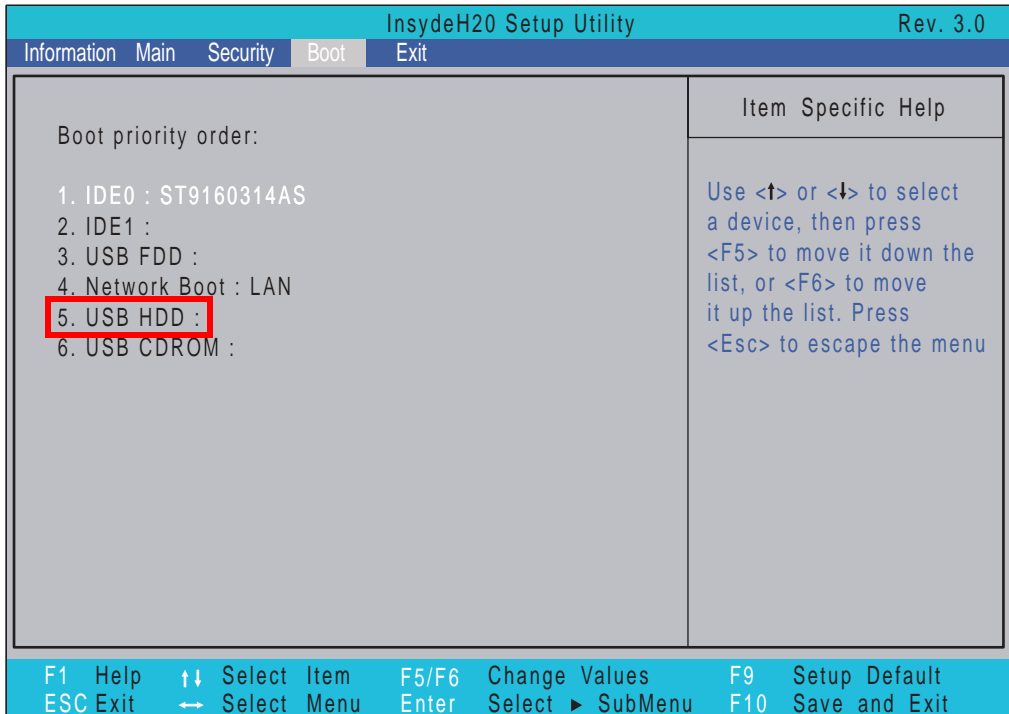 InsydeH20 Setup Utility Rev. 3.0
Information Main Security Boot Exit
Boot priority order:
1. IDE0 : ST9160314AS
2. IDE1 :
3. USB FDD :
4. Network Boot : LAN
5. USB HDD :
6. USB CDROM :
Item Specific Help
Use <↑> or <↓> to select
a device, then press
<F5> to move it down the
list, or <F6> to move
it up the list. Press
<Esc> to escape the menu
F1 Help ↑↓ Select Item F5/F6 Change Values F9 Setup Default
ESC Exit ↔ Select Menu Enter Select ► SubMenu F10 Save and Exit